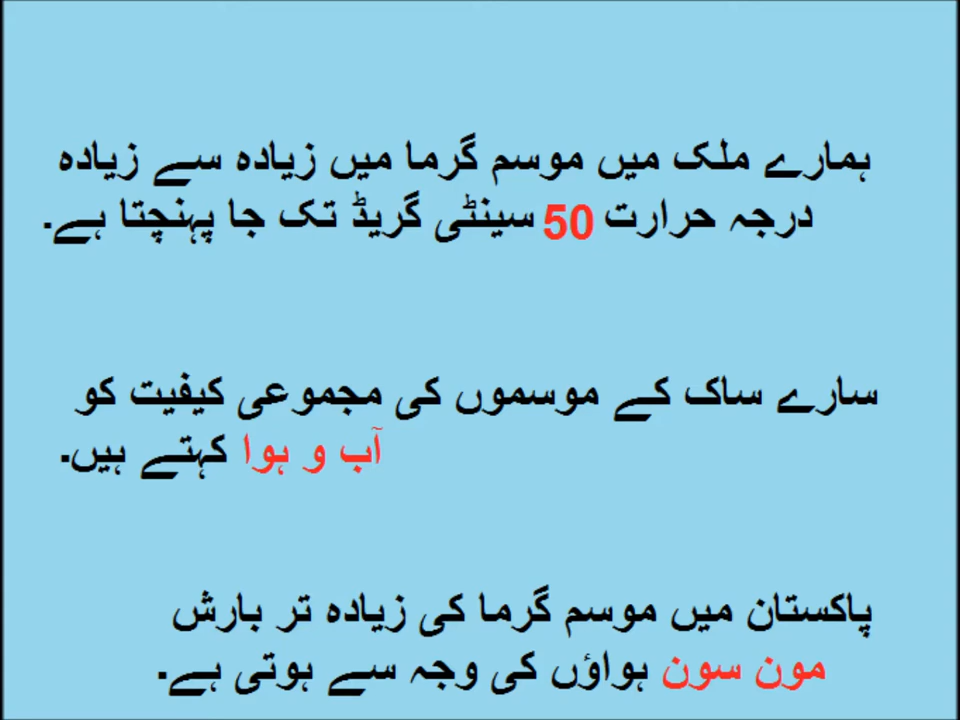 ہمارے ملک میں موسم گرما میں زیادہ سے زیادہ
درجہ حرارت 50 سینٹی گریڈ تک جا پہنچتا ہے۔
سارے ساک کے موسموں کی مجموعی کیفیت کو
آب و ہوا کہتے ہیں۔
پاکستان میں موسم گرما کی زیادہ تر بارش
مون سون ہواؤں کی وجہ سے ہوتی ہے۔